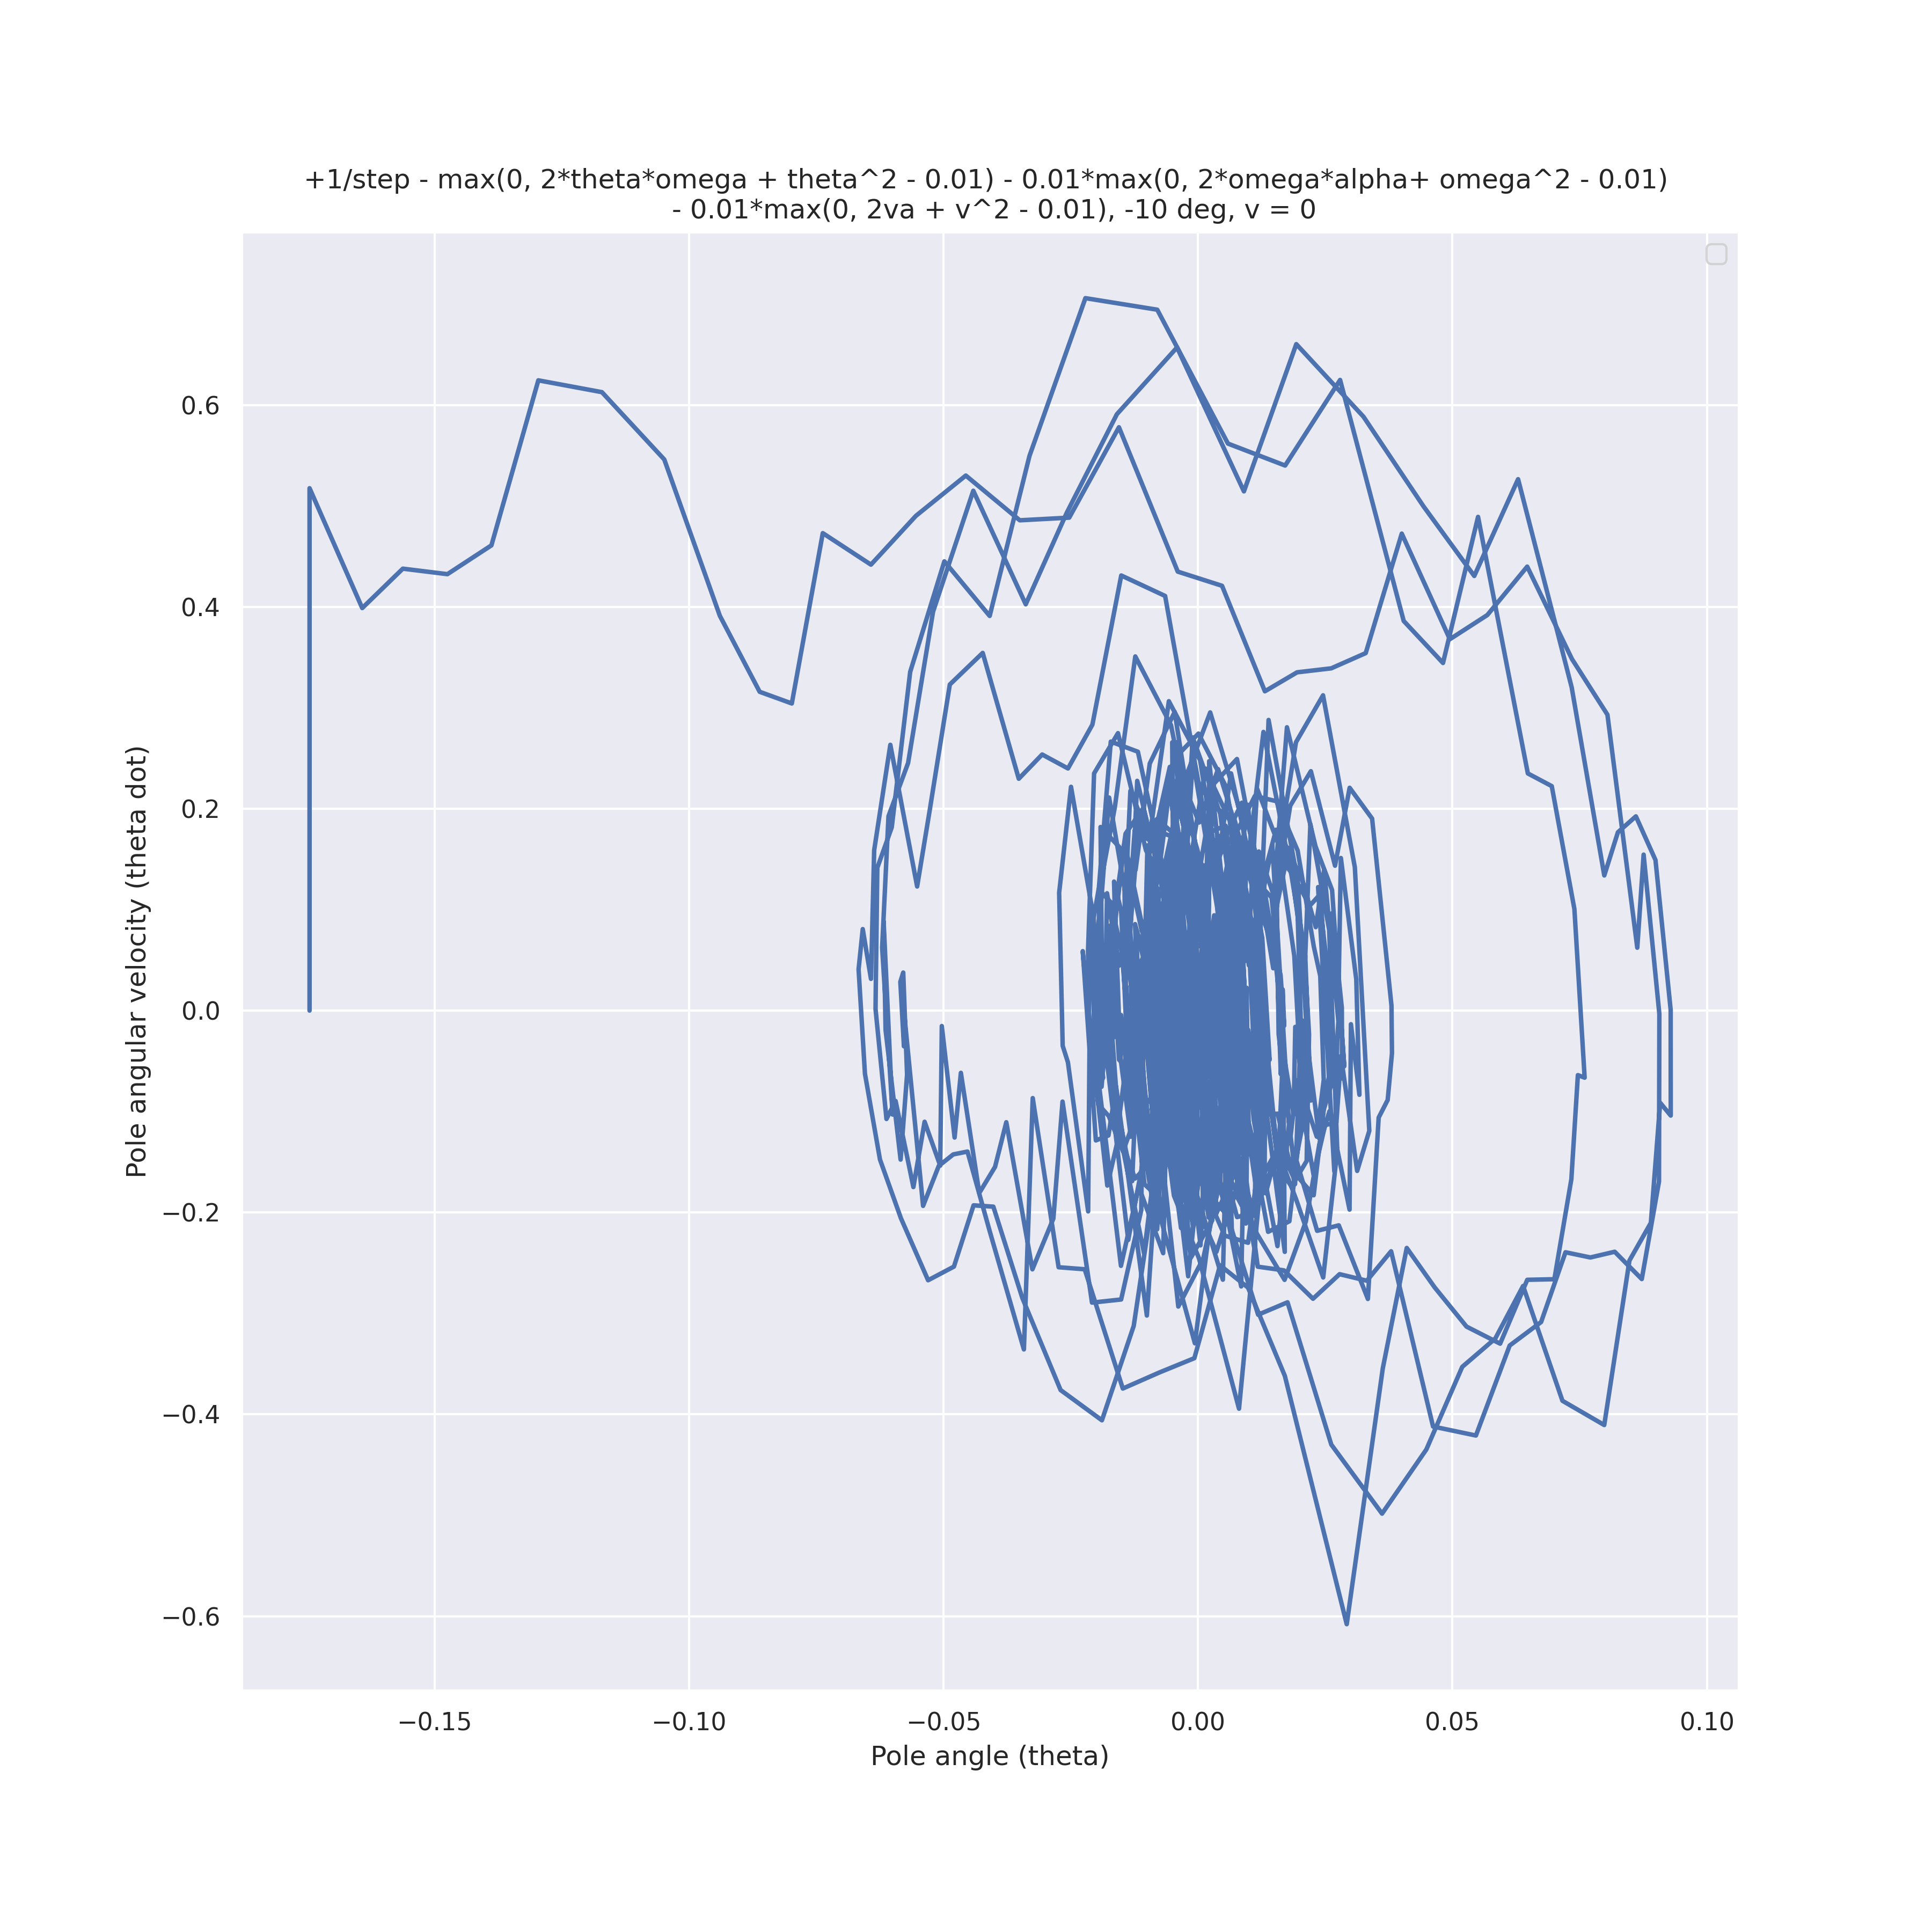 +1/step - max(0, 2*theta*omega + theta^2 - 0.01) - 0.01*max(0, 2*omega*alpha+ omega^2 - 0.01)
- 0.01*max(0, 2va + v^2 - 0.01), -10 deg, v = 0
0.6
0.4
0.2
0.0
−0.2
−0.4
−0.6
Pole angular velocity (theta dot)
−0.15 −0.10 −0.05 0.00 0.05 0.10
Pole angle (theta)